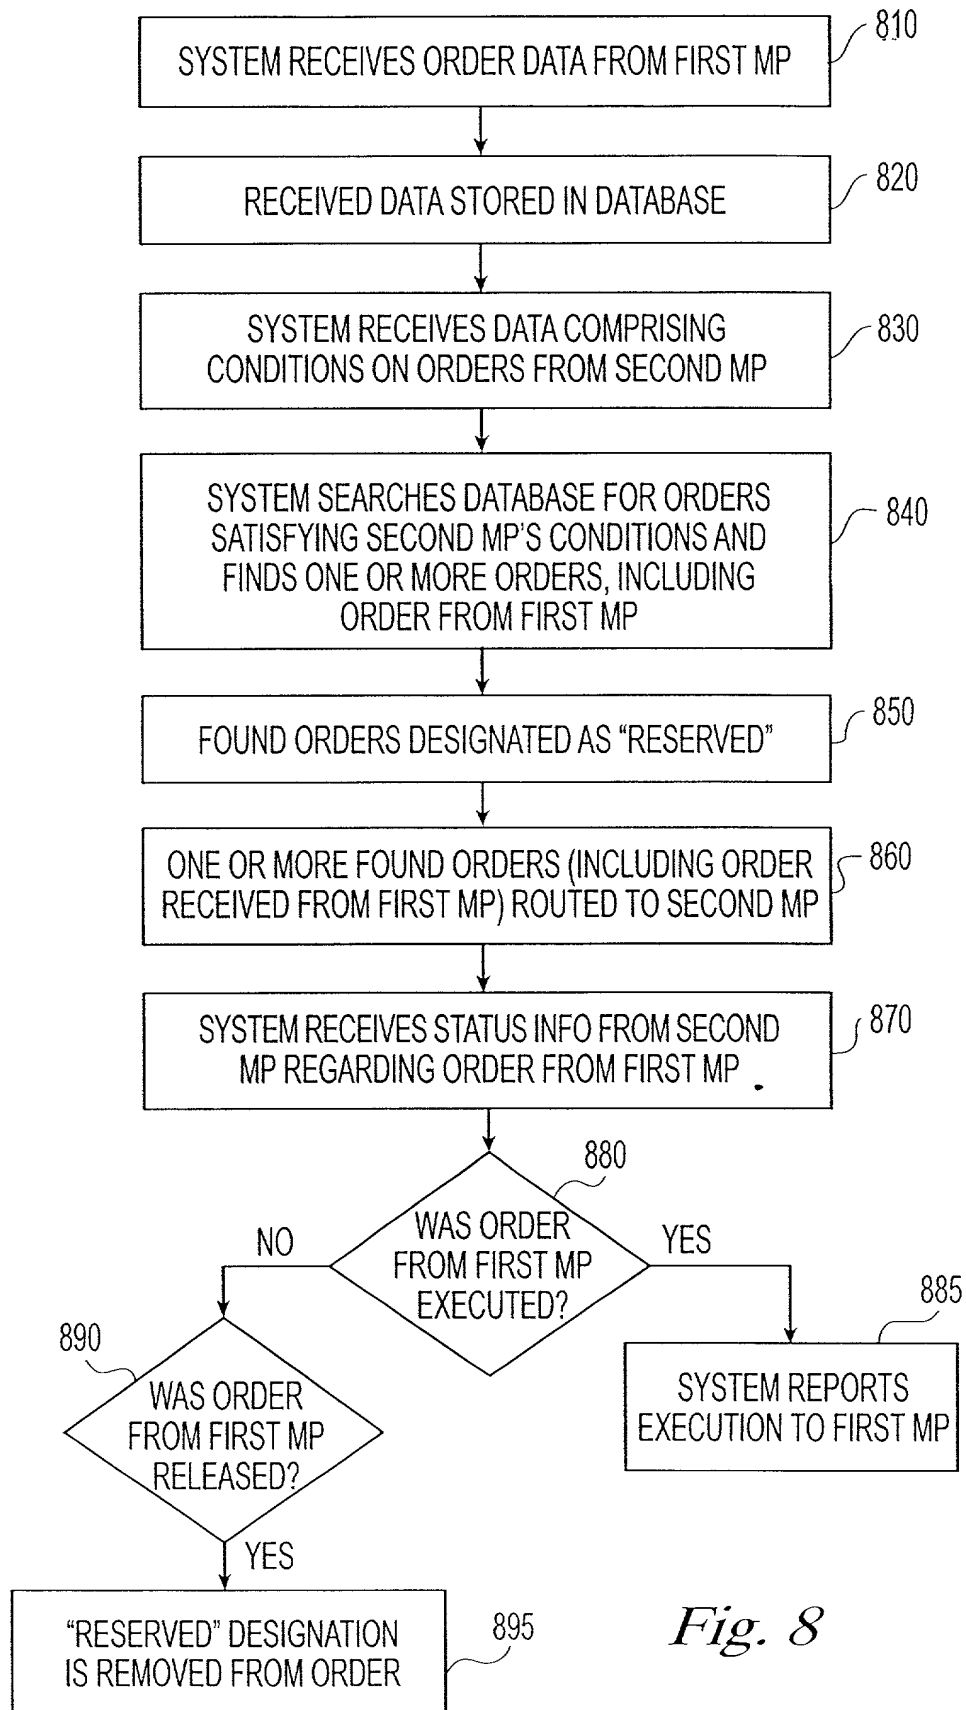 810
SYSTEM RECEIVES ORDER DATA FROM FIRST MP
820
RECEIVED DATA STORED IN DATABASE
830
SYSTEM RECEIVES DATA COMPRISING
CONDITIONS ON ORDERS FROM SECOND MP
840
SYSTEM SEARCHES DATABASE FOR ORDERS
SATISFYING SECOND MP'S CONDITIONS AND
FINDS ONE OR MORE ORDERS, INCLUDING
ORDER FROM FIRST MP
850
FOUND ORDERS DESIGNATED AS “RESERVED”
860
ONE OR MORE FOUND ORDERS (INCLUDING ORDER
RECEIVED FROM FIRST MP) ROUTED TO SECOND MP
870
SYSTEM RECEIVES STATUS INFO FROM SECOND
MP REGARDING ORDER FROM FIRST MP
880
WAS ORDER
FROM FIRST MP
EXECUTED?
NO
YES
885
SYSTEM REPORTS
EXECUTION TO FIRST MP
890
WAS ORDER
FROM FIRST MP
RELEASED?
YES
895
“RESERVED” DESIGNATION
IS REMOVED FROM ORDER
Fig. 8